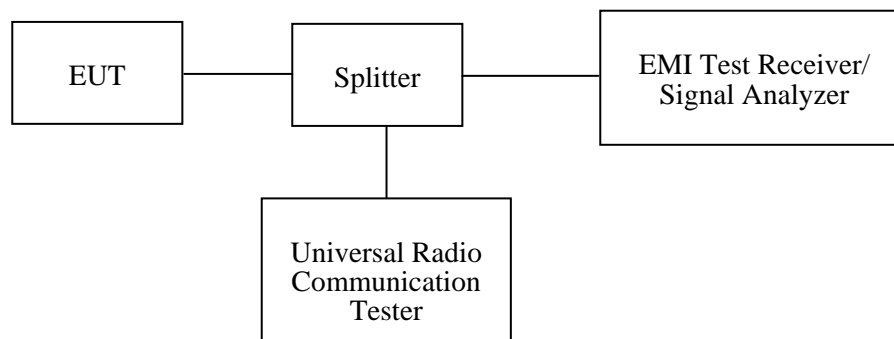 EUT
Splitter
EMI Test Receiver/
Signal Analyzer
Universal Radio
Communication
Tester